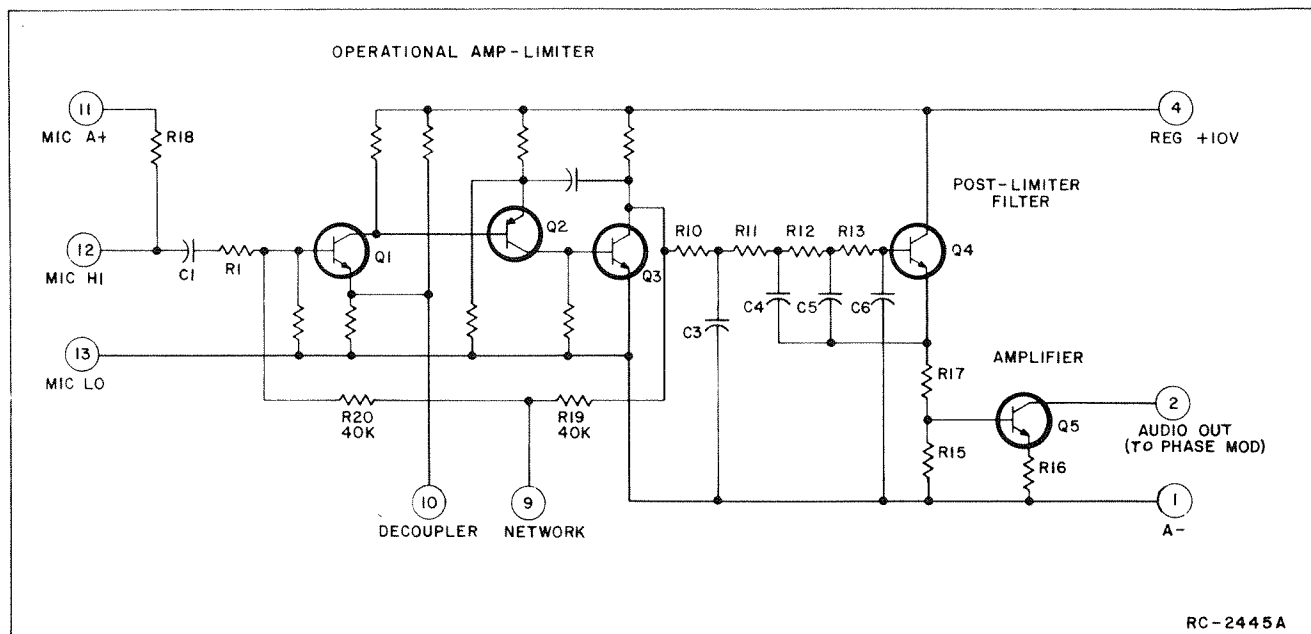 OPERATIONAL AMP-LIMITER
11
MIC A+
R18
4
REG +10V
POST-LIMITER
FILTER
12
MIC HI
C1
R1
Q1
Q2
Q3
R10
R11
R12
R13
Q4
C3
C4
C5
C6
13
MIC LO
R20
40K
R19
40K
AMPLIFIER
R17
Q5
2
AUDIO OUT
(TO PHASE MOD)
R15
R16
10
DECOUPLER
9
NETWORK
1
A-
RC-2445A